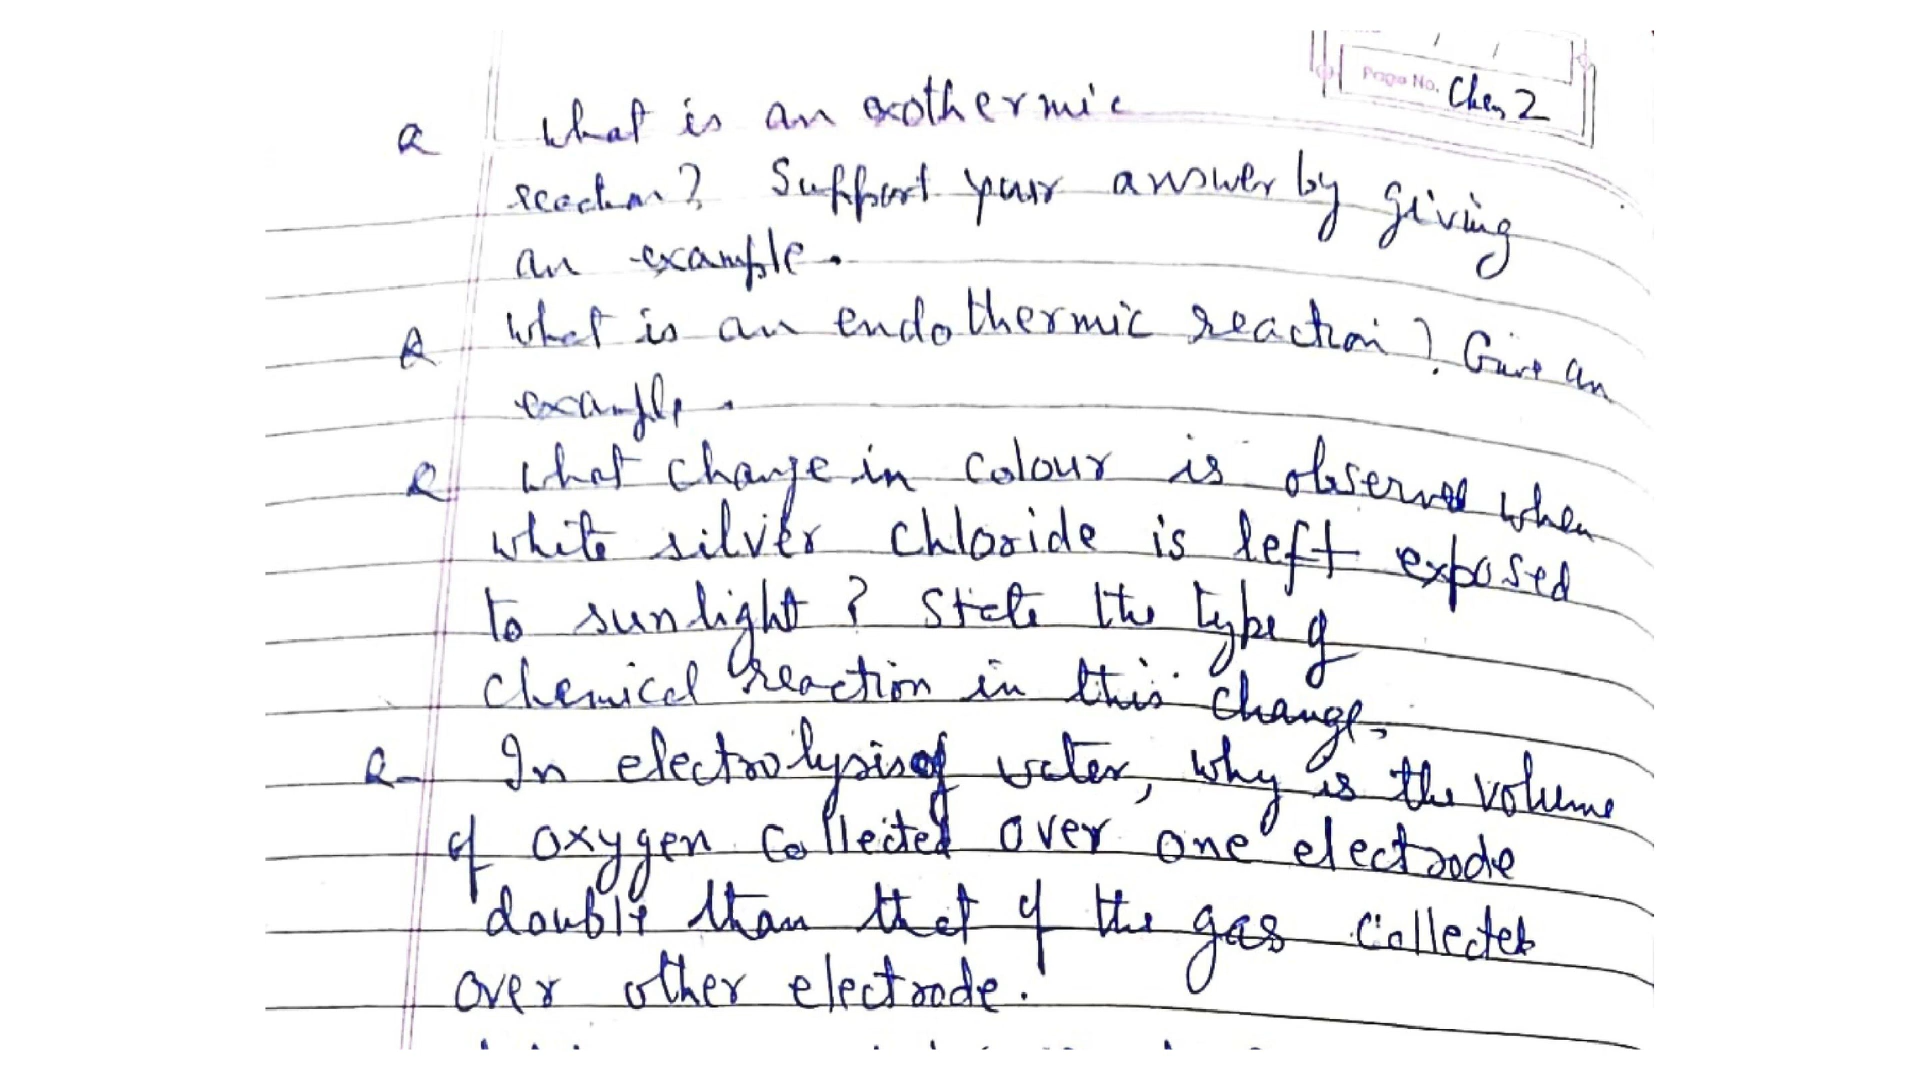 Page No. Chem 2
Q What is an exothermic
reaction? Support your answer by giving
an example.
Q What is an endothermic reaction? Give an
example.
Q What change in colour is observed when
white silver chloride is left exposed
to sunlight? State the type of
chemical reaction in this change.
Q- In electrolysis of water, why is the volume
of oxygen collected over one electrode
double than that of the gas collected
over other electrode.